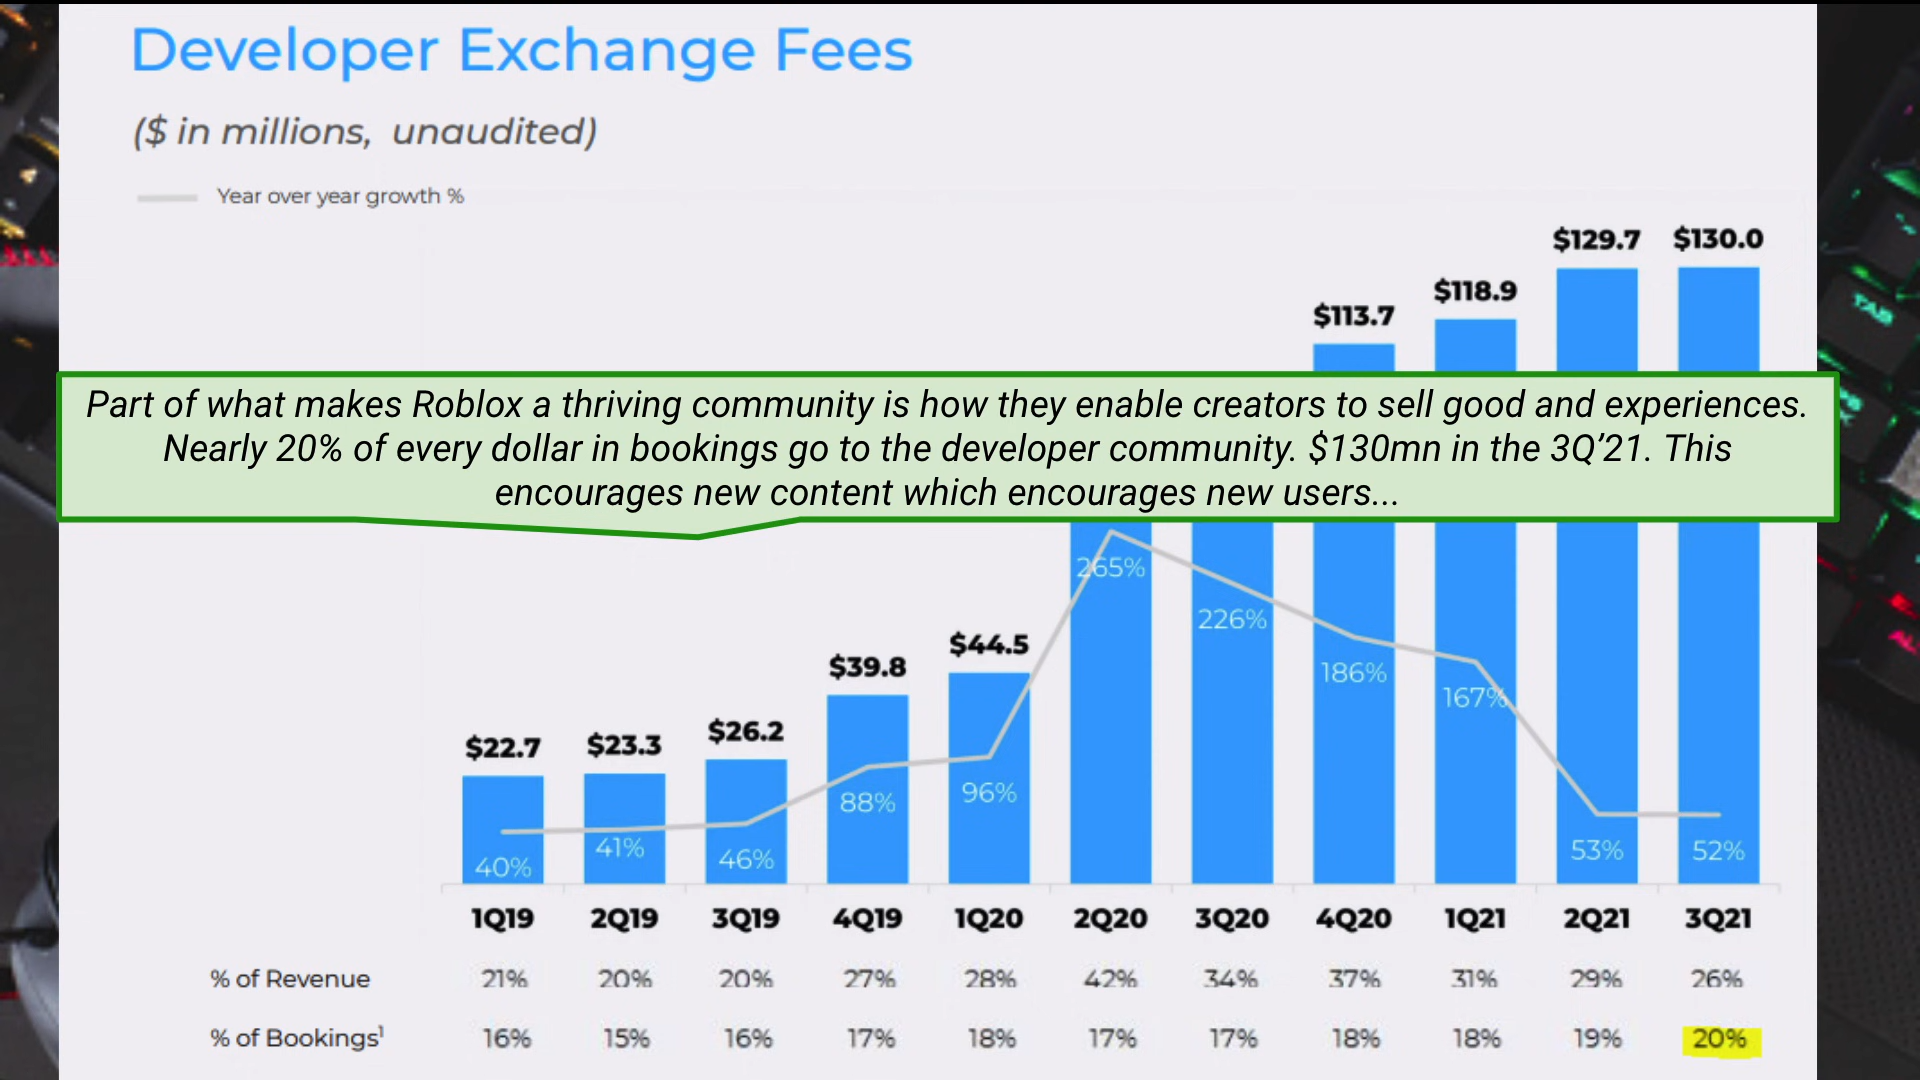 Developer Exchange Fees
($ in millions, unaudited)
Year over year growth %
$129.7 $130.0
$118.9
$113.7
Part of what makes Roblox a thriving community is how they enable creators to sell good and experiences.
Nearly 20% of every dollar in bookings go to the developer community. $130mn in the 3Q’21. This
encourages new content which encourages new users...
265%
226%
$44.5
$39.8
186%
167%
$26.2
$22.7 $23.3
96%
88%
41%
46%
40%
53% 52%
1Q19 2Q19 3Q19 4Q19 1Q20 2Q20 3Q20 4Q20 1Q21 2Q21 3Q21
% of Revenue 21% 20% 20% 27% 28% 42% 34% 37% 31% 29% 26%
% of Bookings¹ 16% 15% 16% 17% 18% 17% 17% 18% 18% 19% 20%
TAB